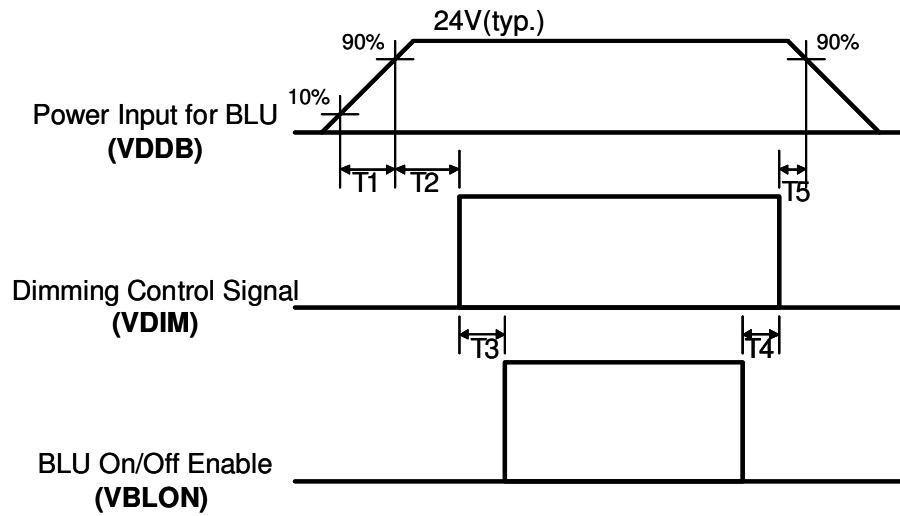 24V(typ.)
90%
90%
10%
Power Input for BLU
(VDDB)
T1
T2
T5
Dimming Control Signal
(VDIM)
T3
T4
BLU On/Off Enable
(VBLON)